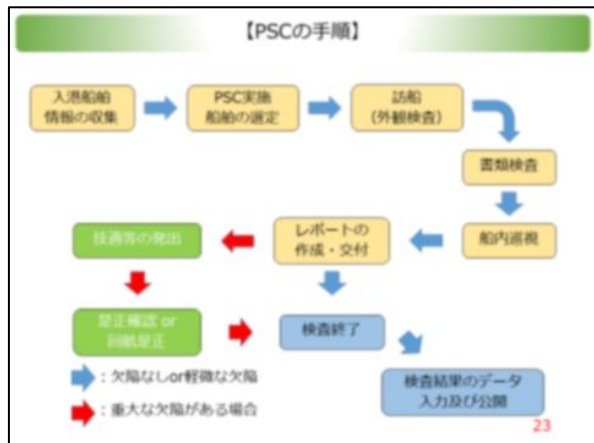 【PSCの手順】
入港船舶
情報の収集
PSC実施
船舶の選定
訪船
(外観検査)
書類検査
船内巡視
レポートの
作成・交付
技適等の発出
是正確認 or
回航是正
検査終了
検査結果のデータ
入力及び公開
：欠陥なしor軽微な欠陥
：重大な欠陥がある場合
23